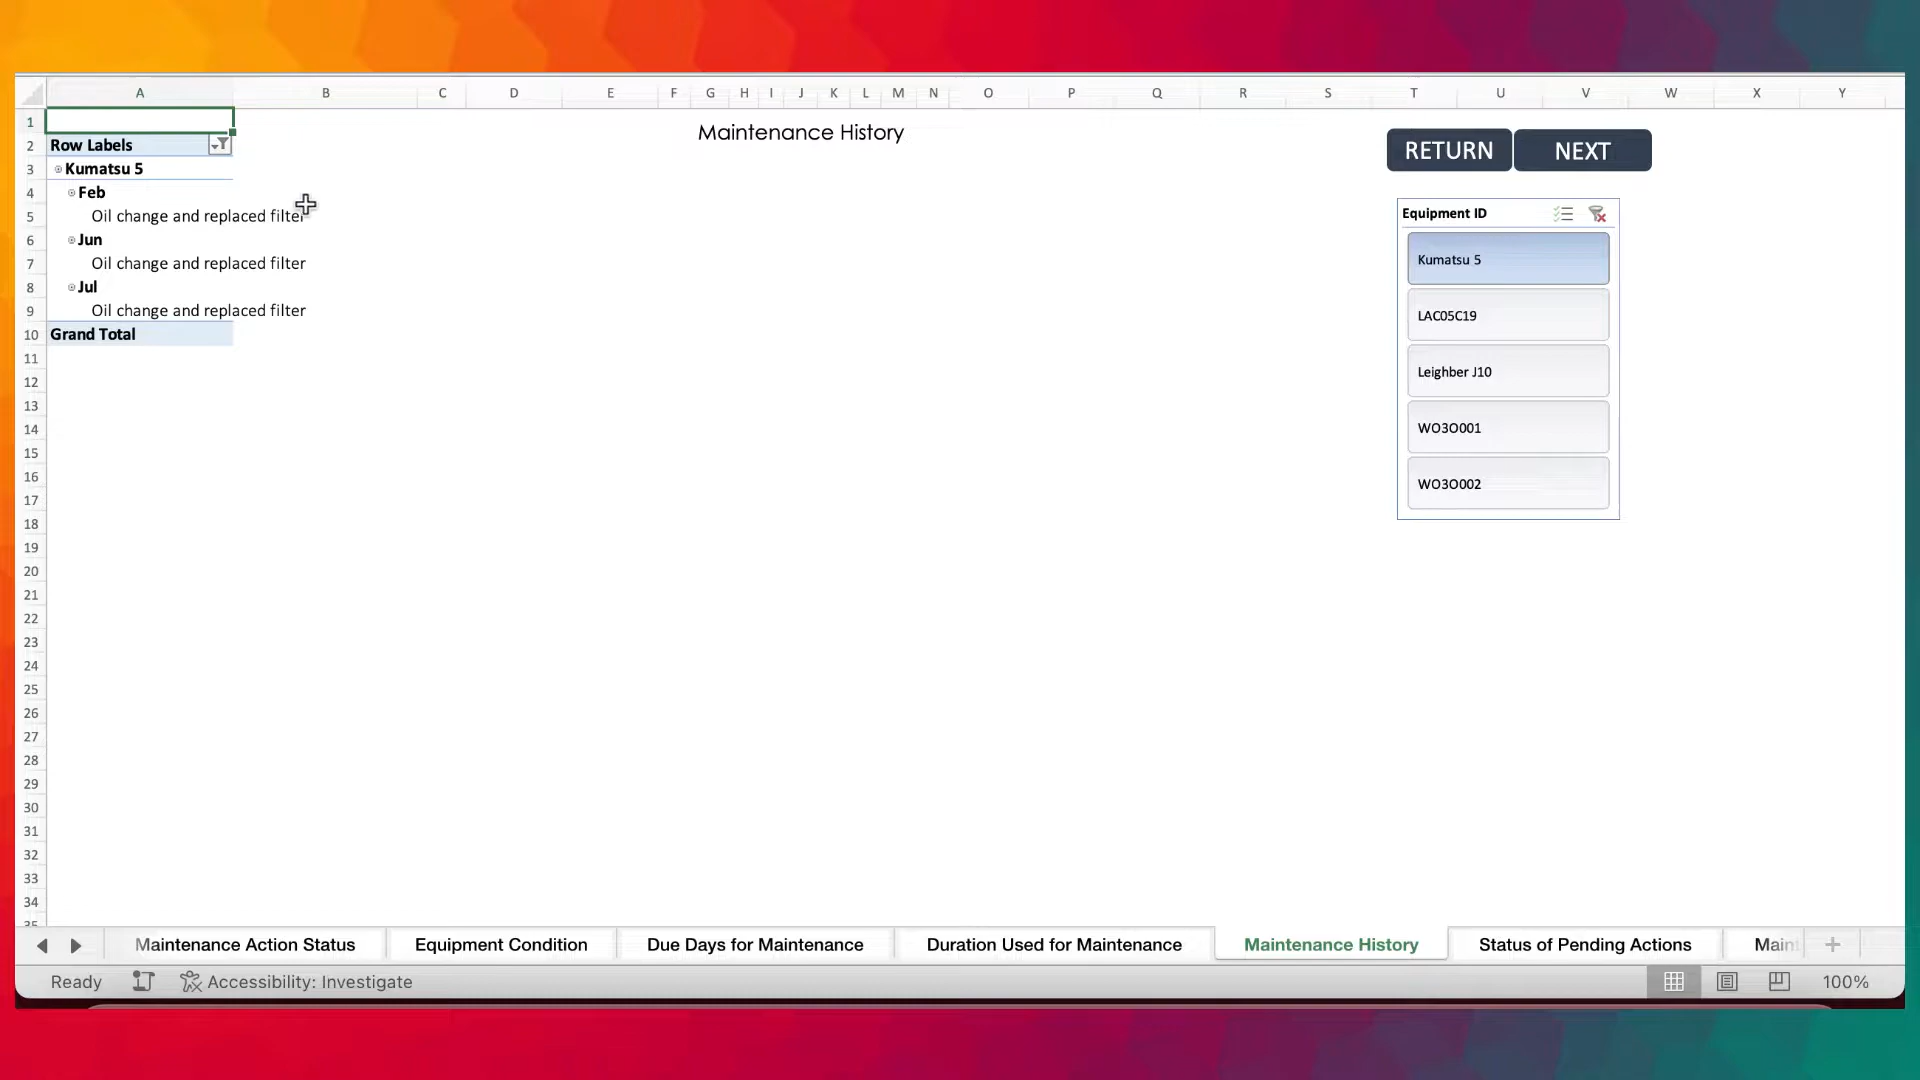 A B C D E F G H I J K L M N O P Q R S T U V W X Y
1 Maintenance History
RETURN NEXT
2 Row Labels
3 Kumatsu 5
4 Feb
5 Oil change and replaced filter
6 Jun
7 Oil change and replaced filter
8 Jul
9 Oil change and replaced filter
10 Grand Total
11
12
13
14
15
16
17
18
19
20
21
22
23
24
25
26
27
28
29
30
31
32
33
34
35
Equipment ID
Kumatsu 5
LAC05C19
Leighber J10
WO3O001
WO3O002
Maintenance Action Status Equipment Condition Due Days for Maintenance Duration Used for Maintenance Maintenance History Status of Pending Actions Main
Ready Accessibility: Investigate 100%